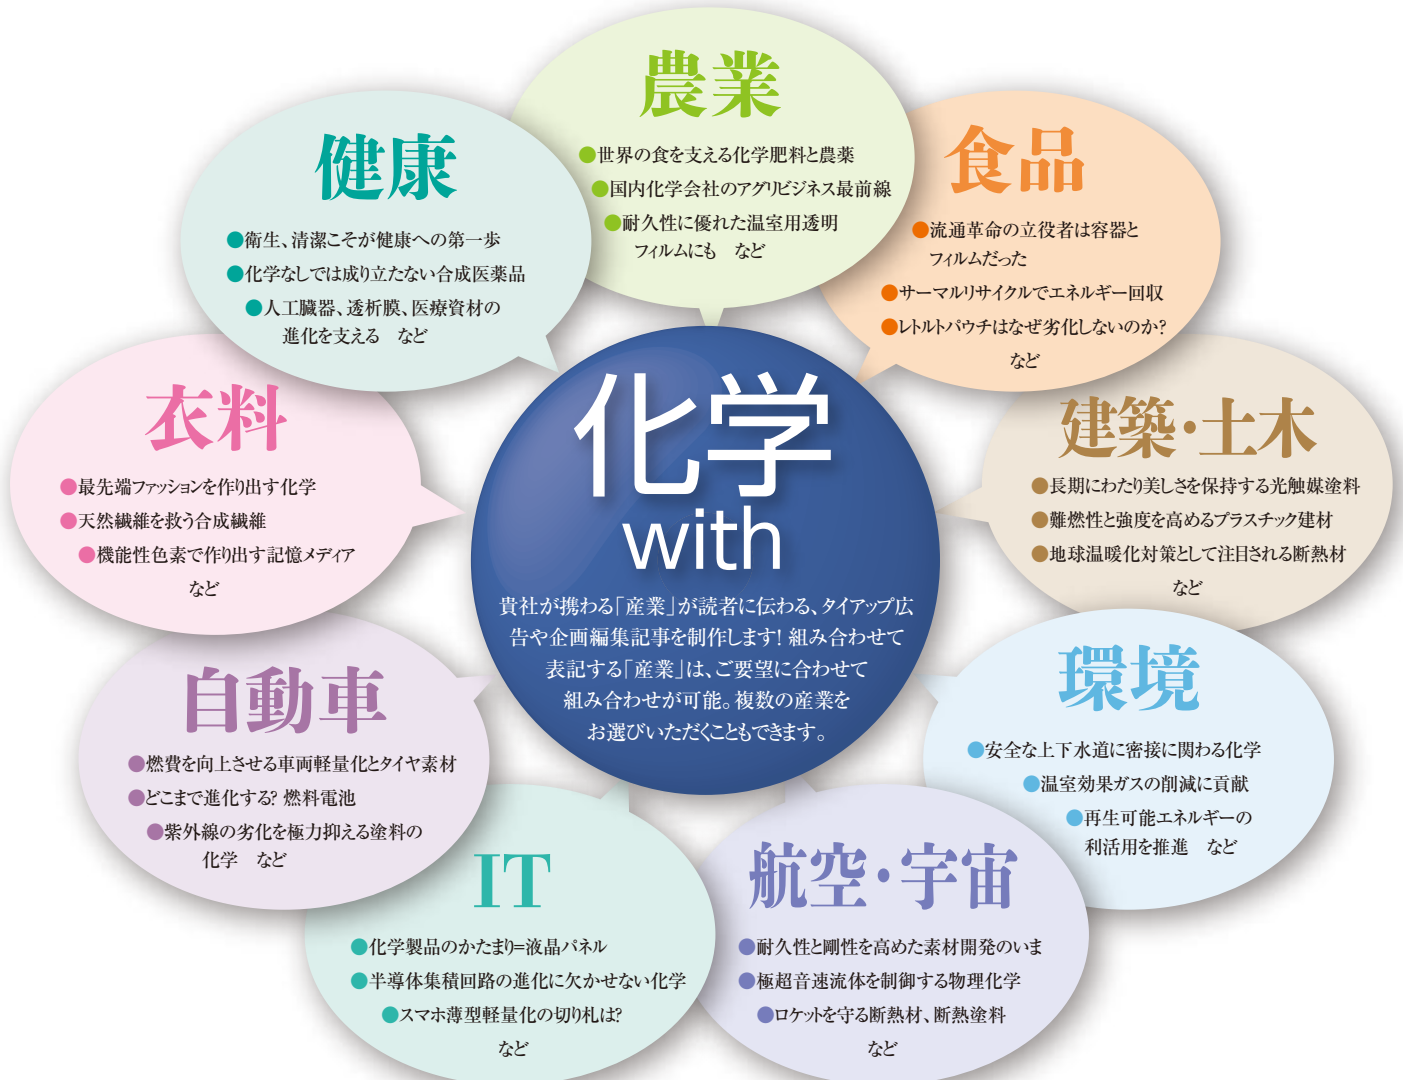 農業
●世界の食を支える化学肥料と農薬
●国内化学会社のアグリビジネス最前線
●耐久性に優れた温室用透明
フィルムにも　など
食品
●流通革命の立役者は容器と
フィルムだった
●サーマルリサイクルでエネルギー回収
●レトルトパウチはなぜ劣化しないのか?
など
建築・土木
●長期にわたり美しさを保持する光触媒塗料
●難燃性と強度を高めるプラスチック建材
●地球温暖化対策として注目される断熱材
など
環境
●安全な上下水道に密接に関わる化学
●温室効果ガスの削減に貢献
●再生可能エネルギーの
利活用を推進　など
航空・宇宙
●耐久性と剛性を高めた素材開発のいま
●極超音速流体を制御する物理化学
●ロケットを守る断熱材、断熱塗料
など
IT
●化学製品のかたまり=液晶パネル
●半導体集積回路の進化に欠かせない化学
●スマホ薄型軽量化の切り札は?
など
自動車
●燃費を向上させる車両軽量化とタイヤ素材
●どこまで進化する? 燃料電池
●紫外線の劣化を極力抑える塗料の
化学　など
衣料
●最先端ファッションを作り出す化学
●天然繊維を救う合成繊維
●機能性色素で作り出す記憶メディア
など
健康
●衛生、清潔こそが健康への第一歩
●化学なしでは成り立たない合成医薬品
●人工臓器、透析膜、医療資材の
進化を支える　など
化学
with
貴社が携わる「産業」が読者に伝わる、タイアップ広
告や企画編集記事を制作します! 組み合わせて
表記する「産業」は、ご要望に合わせて
組み合わせが可能。複数の産業を
お選びいただくこともできます。